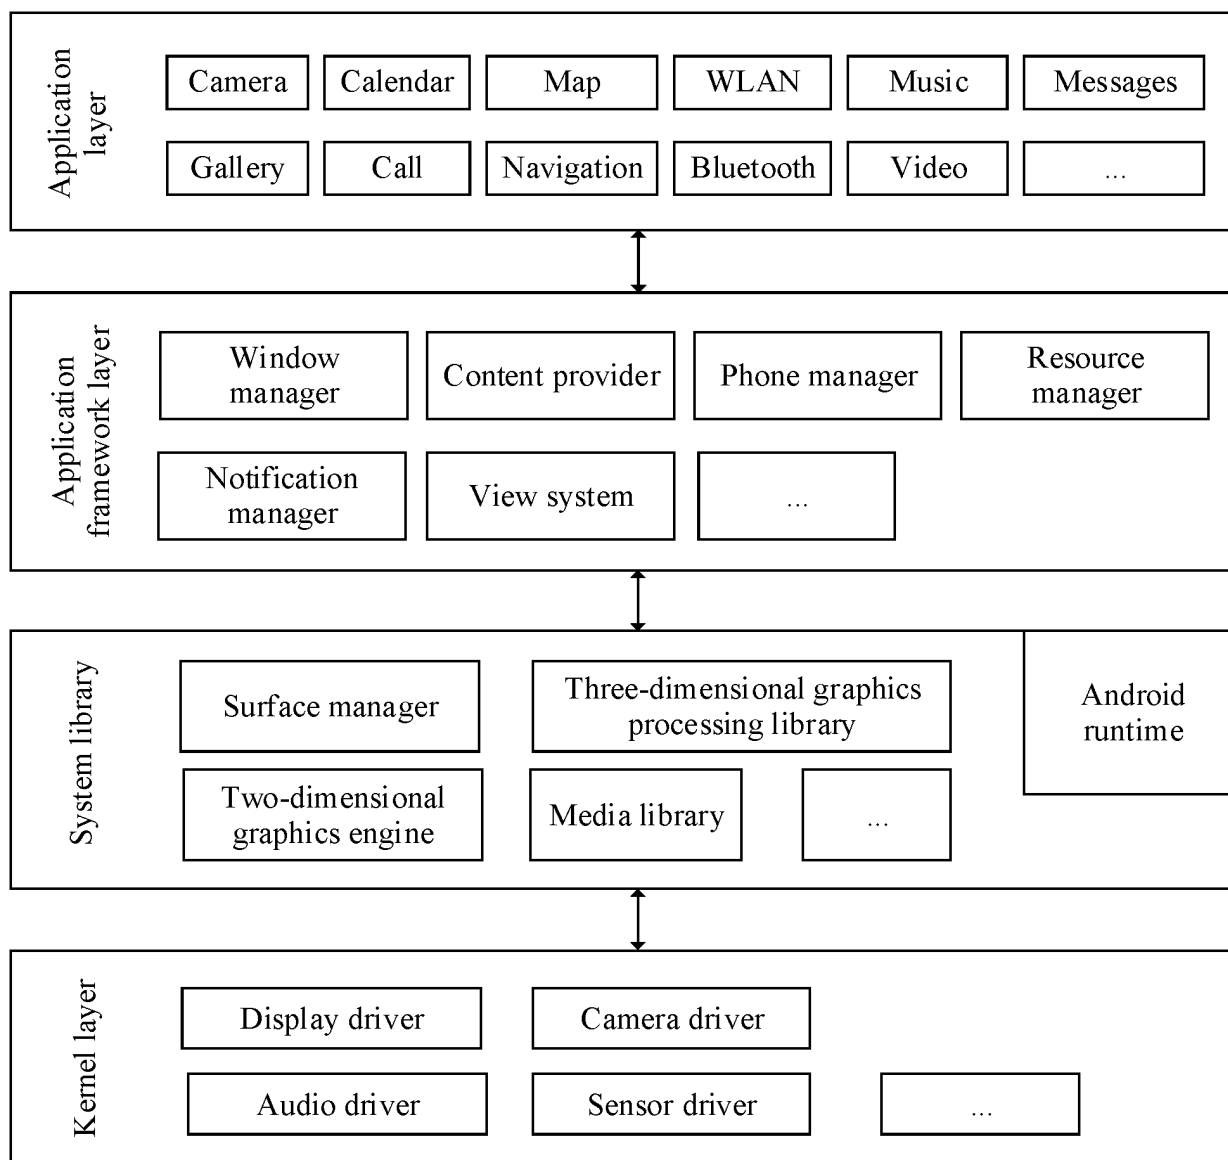 Application
layer
Camera
Calendar
Map
WLAN
Music
Messages
Gallery
Call
Navigation
Bluetooth
Video
...
Application
framework layer
Window
manager
Content provider
Phone manager
Resource
manager
Notification
manager
View system
...
System library
Surface manager
Three-dimensional graphics
processing library
Android
runtime
Two-dimensional
graphics engine
Media library
...
Kernel layer
Display driver
Camera driver
Audio driver
Sensor driver
...